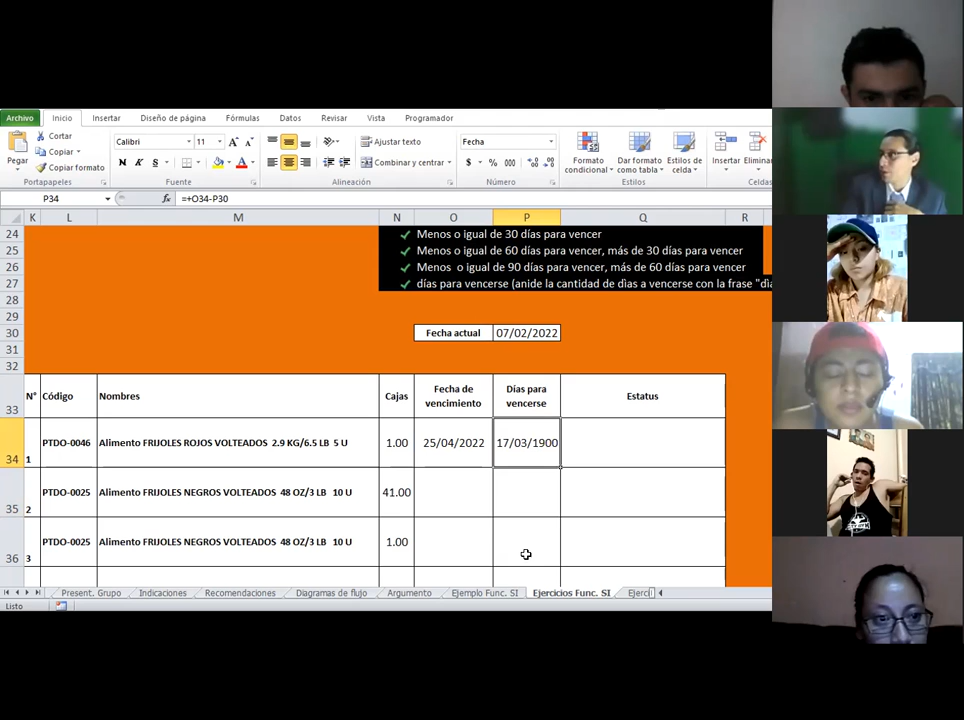 Archivo Inicio Insertar Diseño de página Fórmulas Datos Revisar Vista Programador
Pegar
Cortar
Copiar
Copiar formato
Portapapeles
Calibri 11
N K S
Fuente
Ajustar texto
Combinar y centrar
Alineación
Fecha
$ % 000
Número
Formato condicional
Dar formato como tabla
Estilos de celda
Estilos
Insertar Elimina
Celdas
P34 fx =+O34-P30
K L M N O P Q R
24 Menos o igual de 30 días para vencer
25 Menos o igual de 60 días para vencer, más de 30 días para vencer
26 Menos o igual de 90 días para vencer, más de 60 días para vencer
27 días para vencerse (anide la cantidad de dìas a vencerse con la frase "dìa
28
29
30 Fecha actual 07/02/2022
31
32
33 N° Código Nombres Cajas Fecha de vencimiento Días para vencerse Estatus
34 1 PTDO-0046 Alimento FRIJOLES ROJOS VOLTEADOS 2.9 KG/6.5 LB 5 U 1.00 25/04/2022 17/03/1900
35 2 PTDO-0025 Alimento FRIJOLES NEGROS VOLTEADOS 48 OZ/3 LB 10 U 41.00
36 3 PTDO-0025 Alimento FRIJOLES NEGROS VOLTEADOS 48 OZ/3 LB 10 U 1.00
Present. Grupo Indicaciones Recomendaciones Diagramas de flujo Argumento Ejemplo Func. SI Ejercicios Func. SI Ejerci
Listo